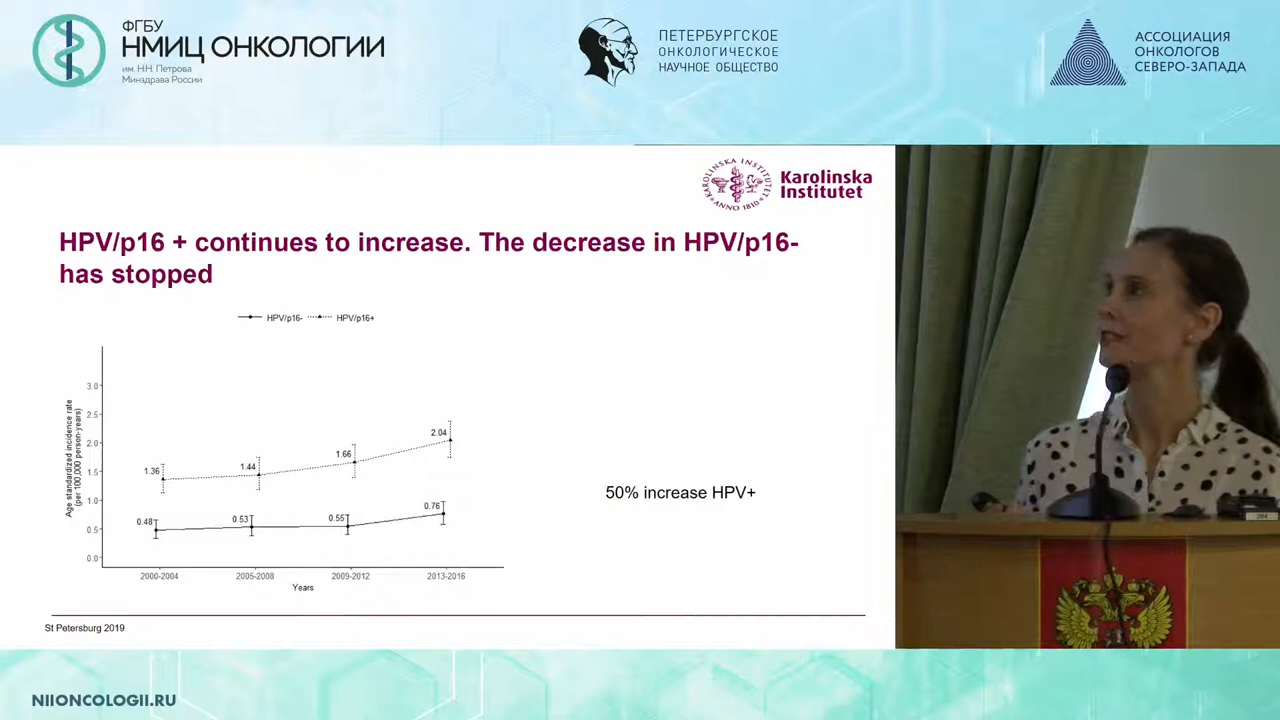 ФГБУ
НМИЦ ОНКОЛОГИИ
им. Н.Н. Петрова
Минздрава России
ПЕТЕРБУРГСКОЕ
ОНКОЛОГИЧЕСКОЕ
НАУЧНОЕ ОБЩЕСТВО
АССОЦИАЦИЯ
ОНКОЛОГОВ
СЕВЕРО-ЗАПАДА
KAROLINSKA INSTITUTET
ANNO 1810
Karolinska
Institutet
HPV/p16 + continues to increase. The decrease in HPV/p16-
has stopped
HPV/p16- HPV/p16+
Age standardized incidence rate
(per 100,000 person-years)
3.0
2.5
2.0
1.5
1.0
0.5
0.0
1.36 1.44 1.66 2.04
0.48 0.53 0.55 0.76
2000-2004 2005-2008 2009-2012 2013-2016
Years
50% increase HPV+
St Petersburg 2019
NIIONCOLOGII.RU